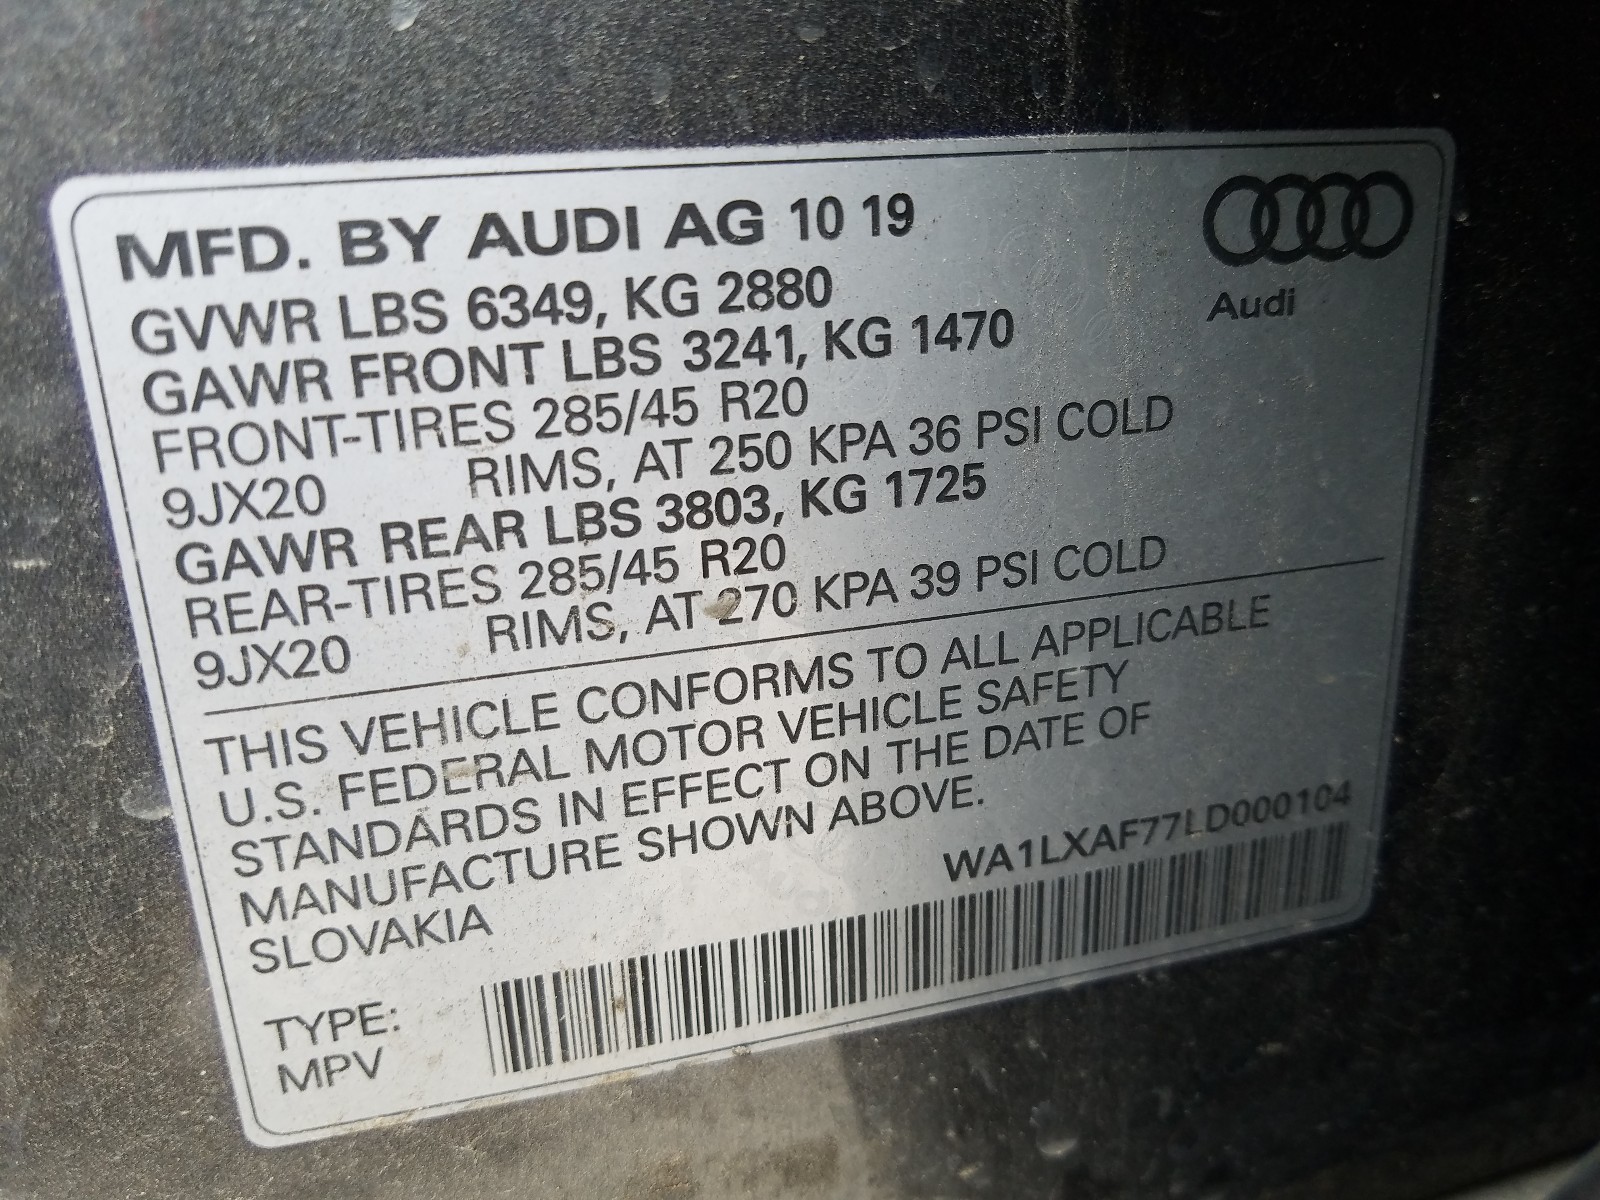 MFD. BY AUDI AG 10 19
Audi
GVWR LBS 6349, KG 2880
GAWR FRONT LBS 3241, KG 1470
FRONT-TIRES 285/45 R20
9JX20 RIMS, AT 250 KPA 36 PSI COLD
GAWR REAR LBS 3803, KG 1725
REAR-TIRES 285/45 R20
9JX20 RIMS, AT 270 KPA 39 PSI COLD
THIS VEHICLE CONFORMS TO ALL APPLICABLE
U.S. FEDERAL MOTOR VEHICLE SAFETY
STANDARDS IN EFFECT ON THE DATE OF
MANUFACTURE SHOWN ABOVE.
SLOVAKIA
WA1LXAF77LD000104
TYPE:
MPV